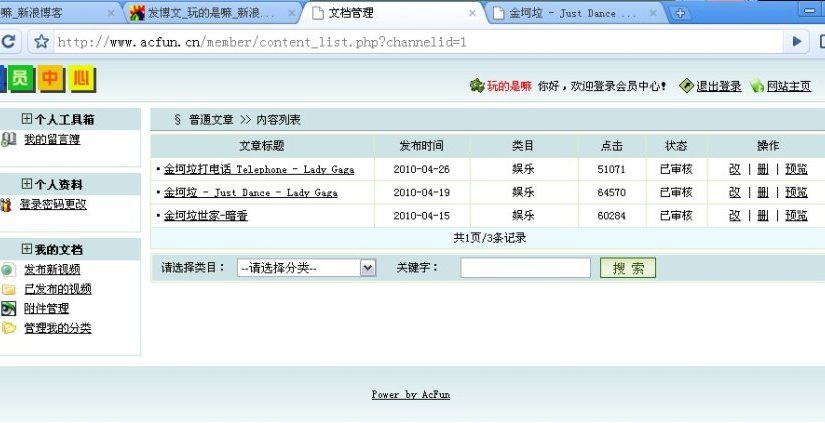 嘛_新浪博客
发博文_玩的是嘛_新浪...
文档管理
金坷垃 - Just Dance ...
http://www.acfun.cn/member/content_list.php?channelid=1
员中心
玩的是嘛 你好，欢迎登录会员中心！ 退出登录 网站主页
个人工具箱
我的留言簿
个人资料
登录密码更改
我的文档
发布新视频
已发布的视频
附件管理
管理我的分类
§ 普通文章 >> 内容列表
文章标题 发布时间 类目 点击 状态 操作
·金坷垃打电话 Telephone - Lady Gaga 2010-04-26 娱乐 51071 已审核 改 | 删 | 预览
·金坷垃 - Just Dance - Lady Gaga 2010-04-19 娱乐 64570 已审核 改 | 删 | 预览
·金坷垃世家-暗香 2010-04-15 娱乐 60284 已审核 改 | 删 | 预览
共1页/3条记录
请选择类目： --请选择分类-- 关键字： 搜 索
Power by AcFun